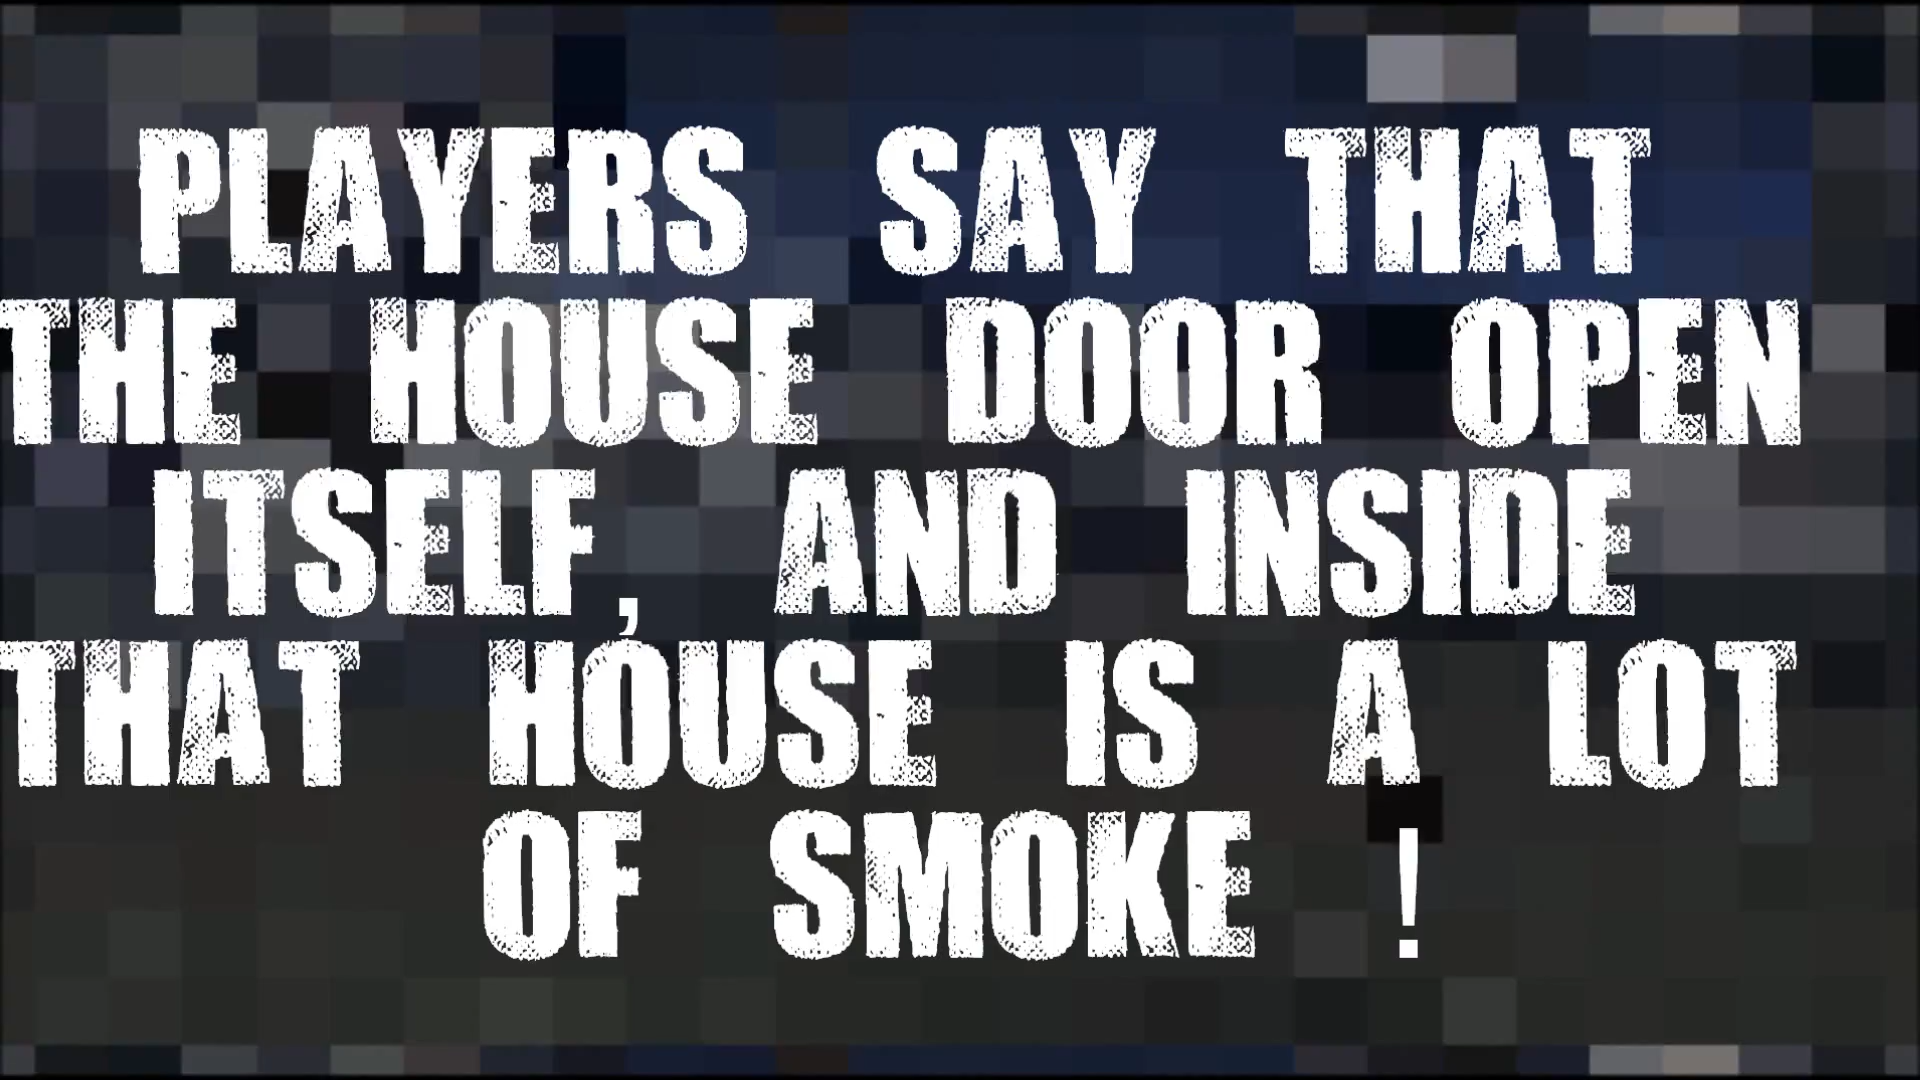 PLAYERS SAY THAT
THE HOUSE DOOR OPEN
ITSELF, AND INSIDE
THAT HOUSE IS A LOT
OF SMOKE !